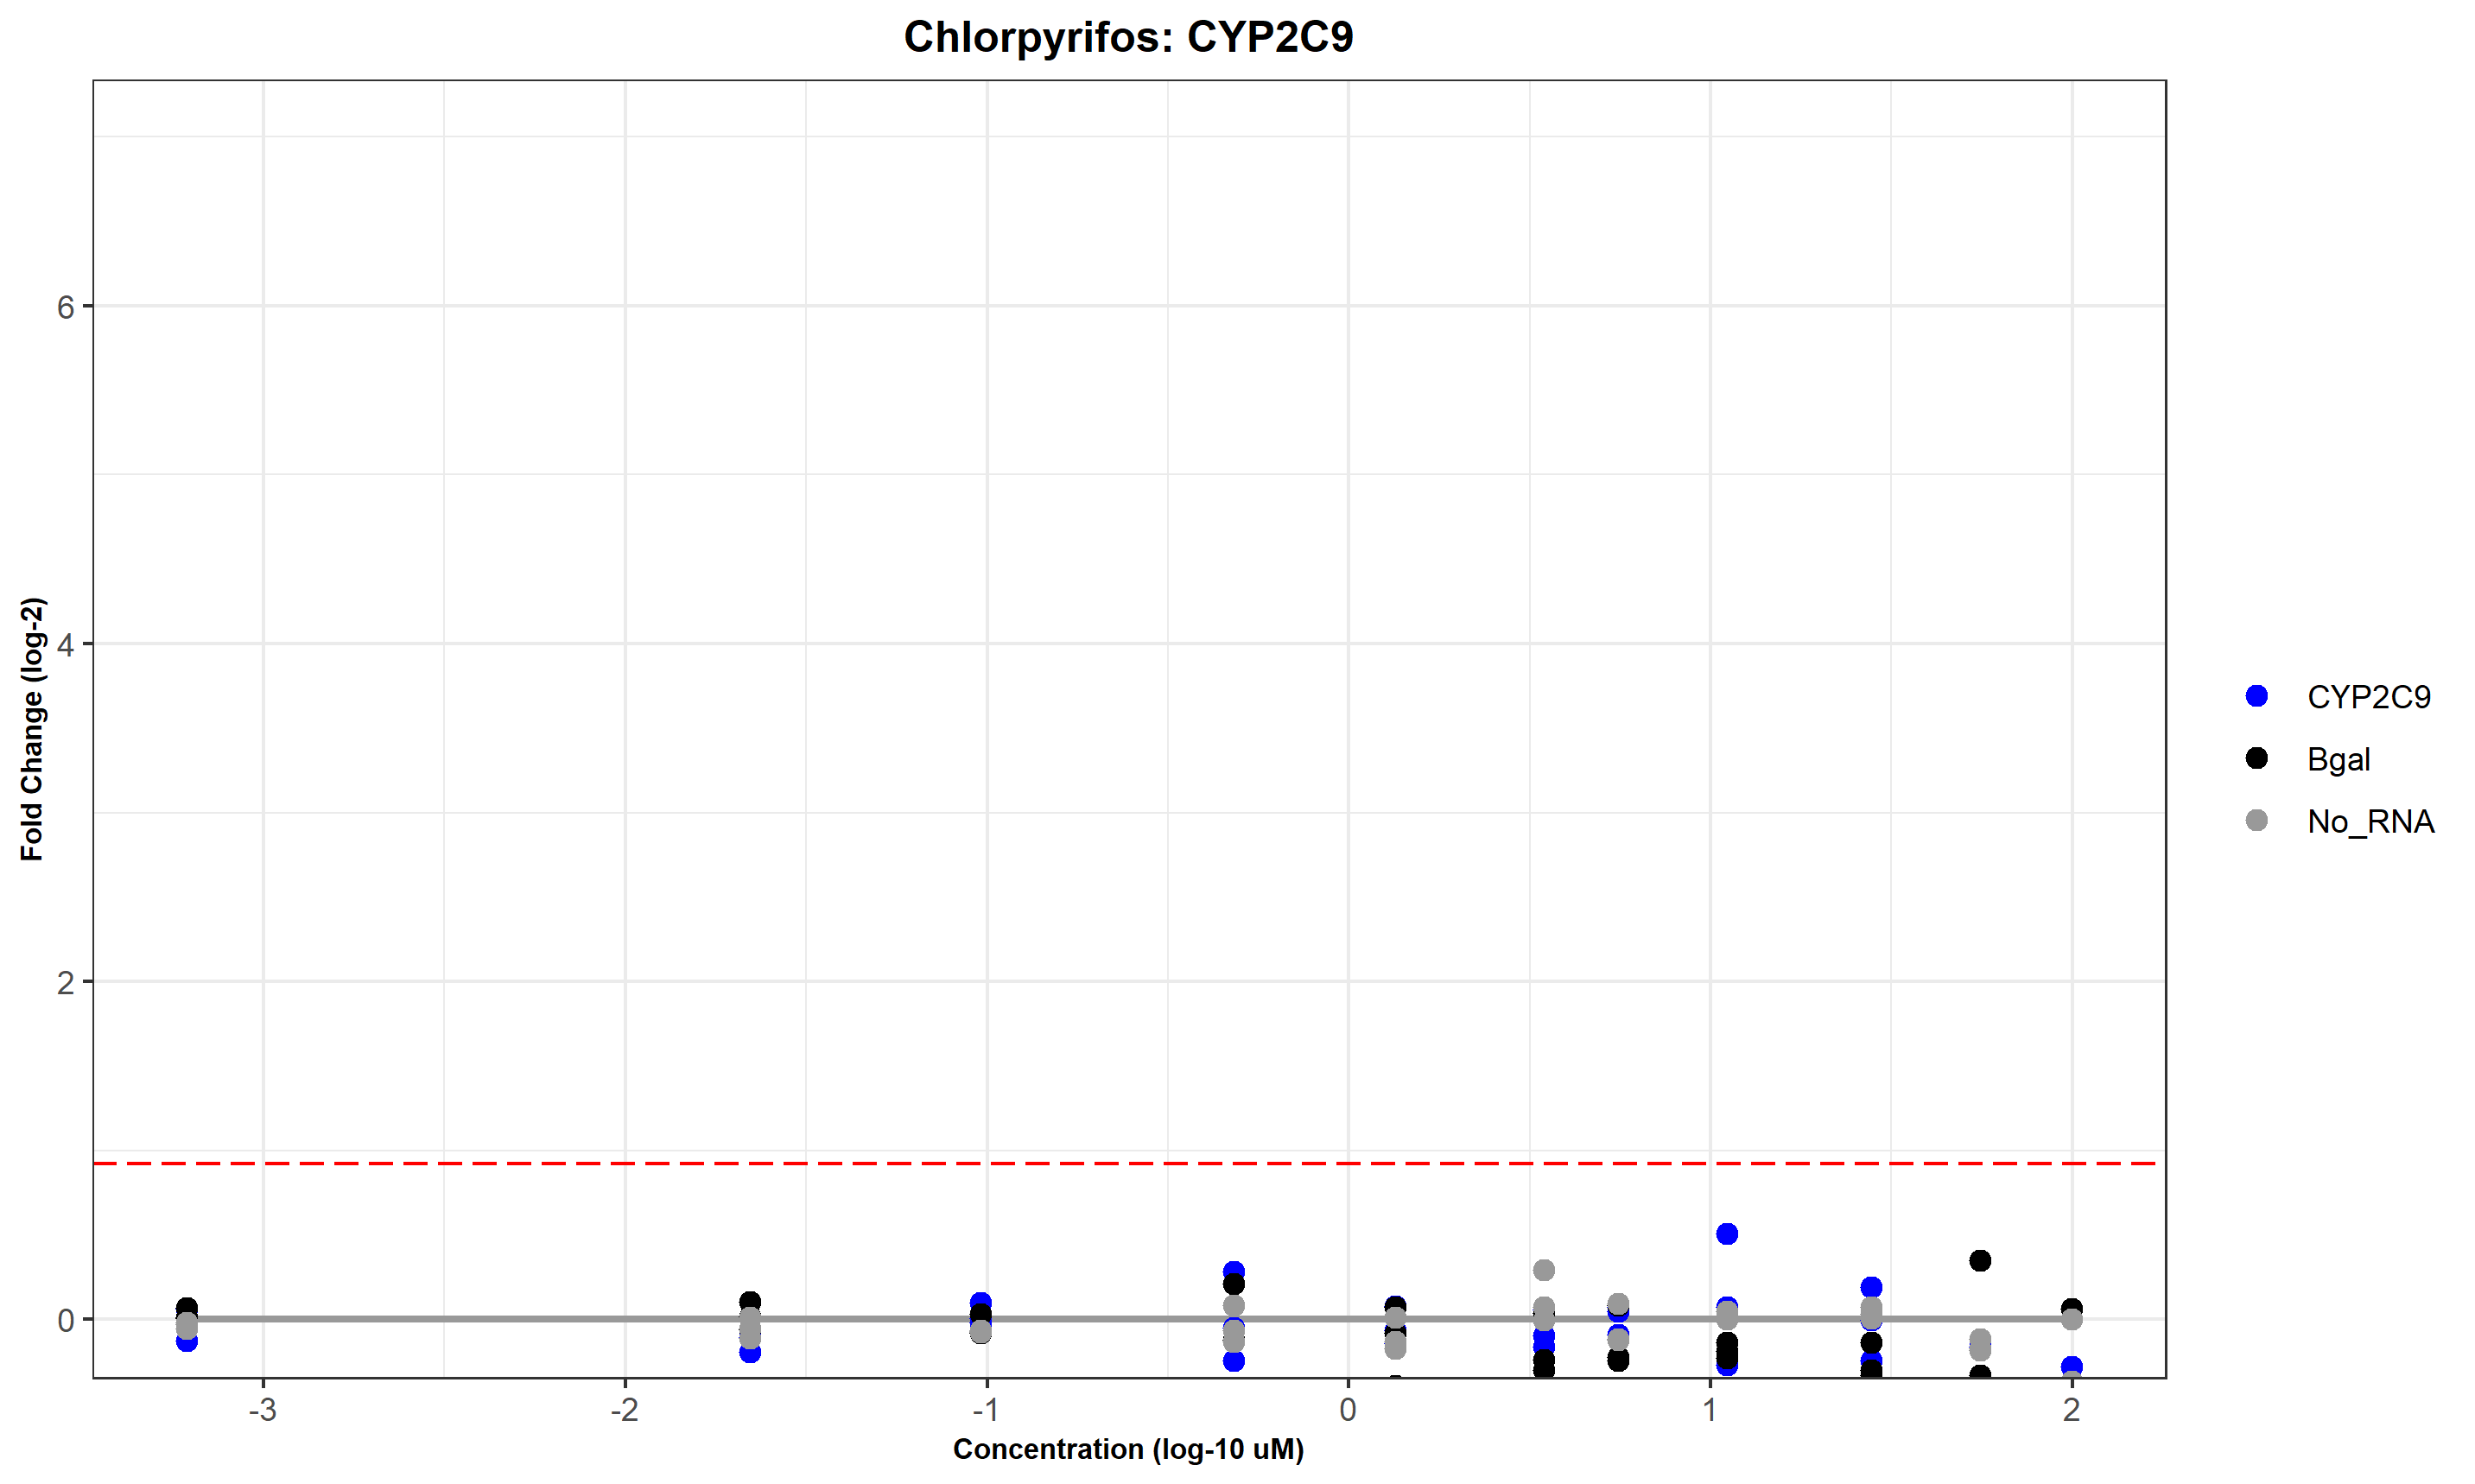 Chlorpyrifos: CYP2C9
Fold Change (log-2)
6
4
2
0
-3
-2
-1
0
1
2
Concentration (log-10 uM)
CYP2C9
Bgal
No_RNA